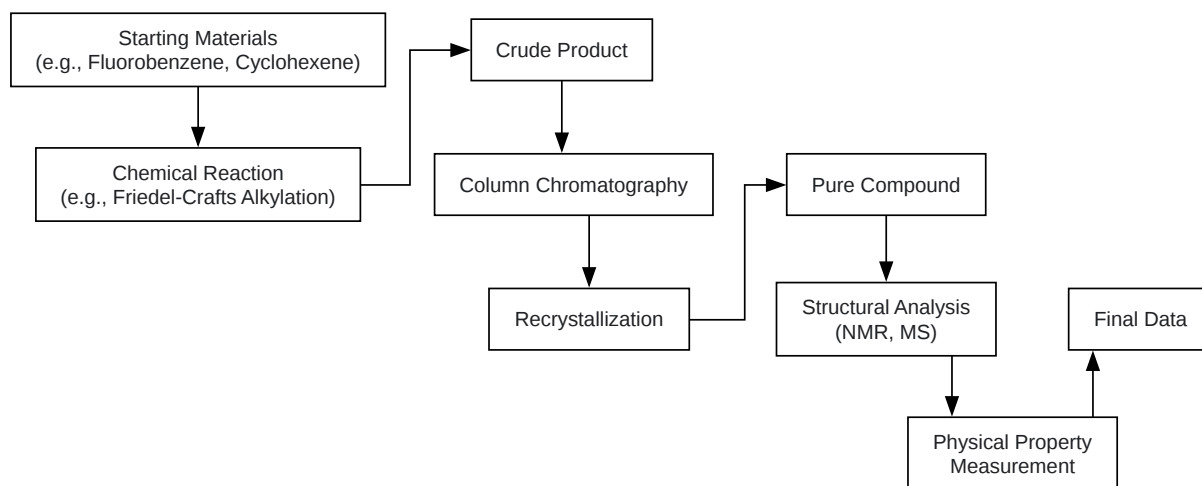 Starting Materials
(e.g., Fluorobenzene, Cyclohexene)
Chemical Reaction
(e.g., Friedel-Crafts Alkylation)
Crude Product
Column Chromatography
Recrystallization
Pure Compound
Structural Analysis
(NMR, MS)
Physical Property
Measurement
Final Data